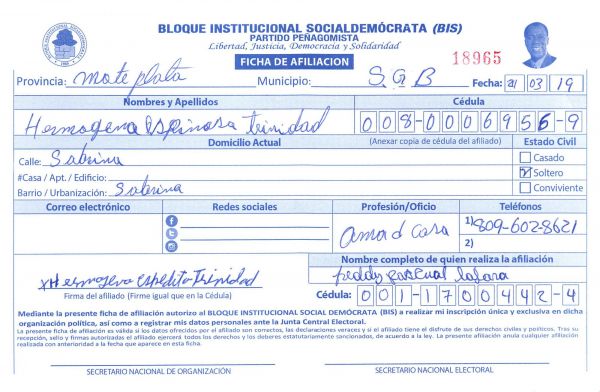 BLOQUE INSTITUCIONAL SOCIALDEMÓCRATA (BIS)
PARTIDO PEÑAGOMISTA
Libertad, Justicia, Democracia y Solidaridad
FICHA DE AFILIACION
18965
Provincia: Monte plata Municipio: S.G.B Fecha: 21 03 19
Nombres y Apellidos Cédula
Hermogena Espinosa Trinidad 008-0006956-9
Domicilio Actual (Anexar copia de cédula del afiliado) Estado Civil
Calle: Sabrina Casado
#Casa / Apt. / Edificio: Soltero
Barrio / Urbanización: Sabrina Conviviente
Correo electrónico Redes sociales Profesión/Oficio Teléfonos
Ama d Casa 1) 809-602-8621
2)
Nombre completo de quien realiza la afiliación
Hermogena Trinidad freddy pascual
Firma del afiliado (Firme igual que en la Cédula) Cédula: 001-1700442-4
Mediante la presente ficha de afiliación autorizo al BLOQUE INSTITUCIONAL SOCIAL DEMÓCRATA (BIS) a realizar mi inscripción única y exclusiva en dicha
organización política, así como a registrar mis datos personales ante la Junta Central Electoral.
La presente ficha de afiliación es válida si los datos ofrecidos por el afiliado son correctos, las declaraciones veraces y si el afiliado tiene el disfrute de sus derechos civiles y políticos. Tras su
recepción, sello y firmas autorizadas el afiliado ejercerá todos los derechos y los deberes estatutariamente sancionados, de acuerdo a la ley. La presente afiliación anula cualquier afiliación
realizada con anterioridad a la fecha que aparece en esta ficha.
SECRETARIO NACIONAL DE ORGANIZACIÓN SECRETARIO NACIONAL ELECTORAL